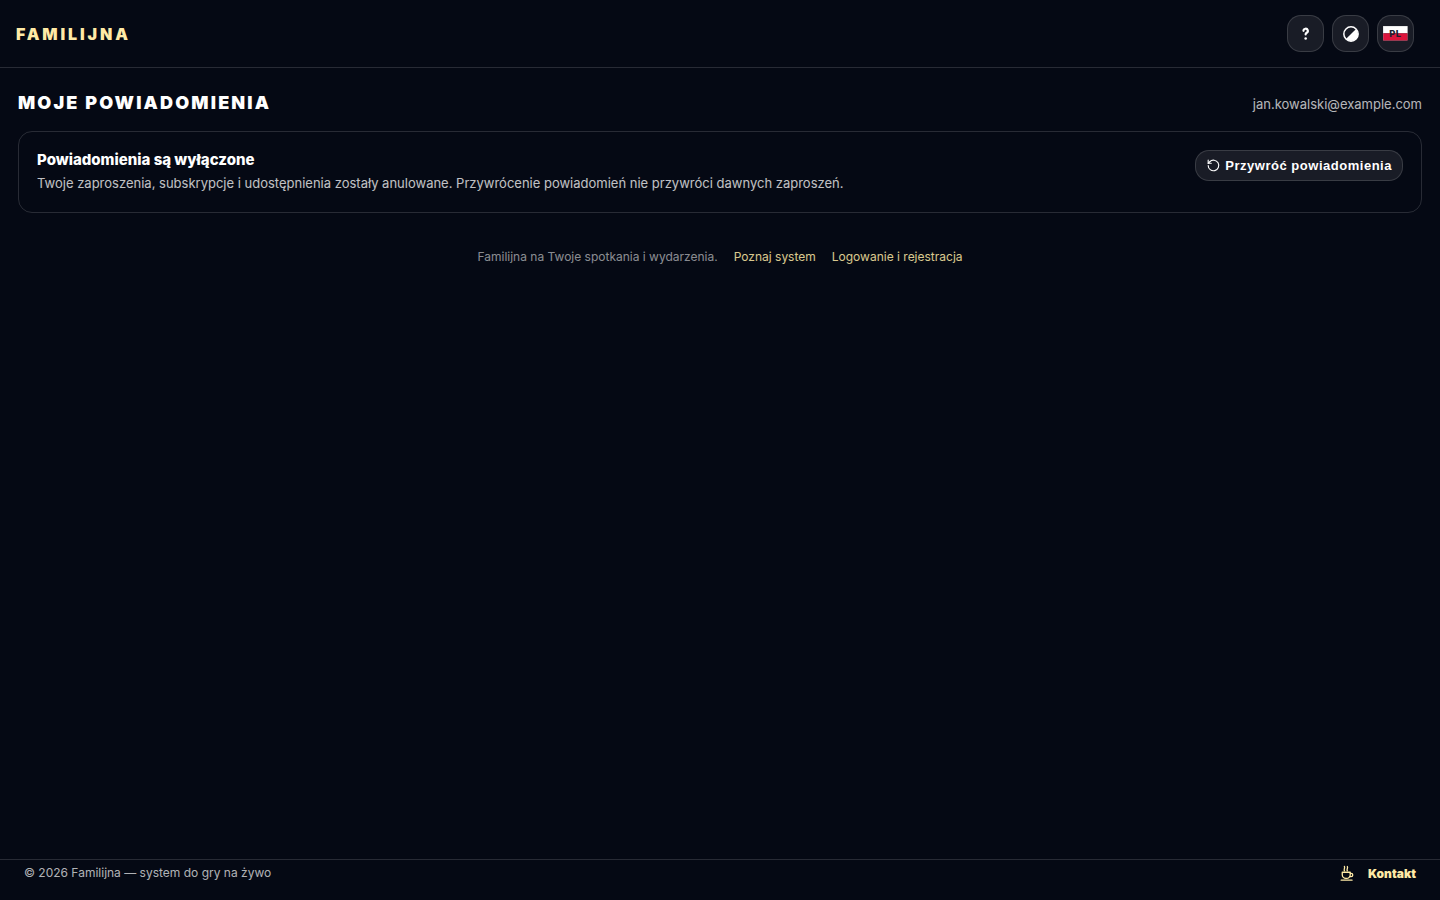 FAMILIJNA
?
PL
MOJE POWIADOMIENIA
jan.kowalski@example.com
Powiadomienia są wyłączone
Przywróć powiadomienia
Twoje zaproszenia, subskrypcje i udostępnienia zostały anulowane. Przywrócenie powiadomień nie przywróci dawnych zaproszeń.
Familijna na Twoje spotkania i wydarzenia. Poznaj system Logowanie i rejestracja
© 2026 Familijna — system do gry na żywo
Kontakt